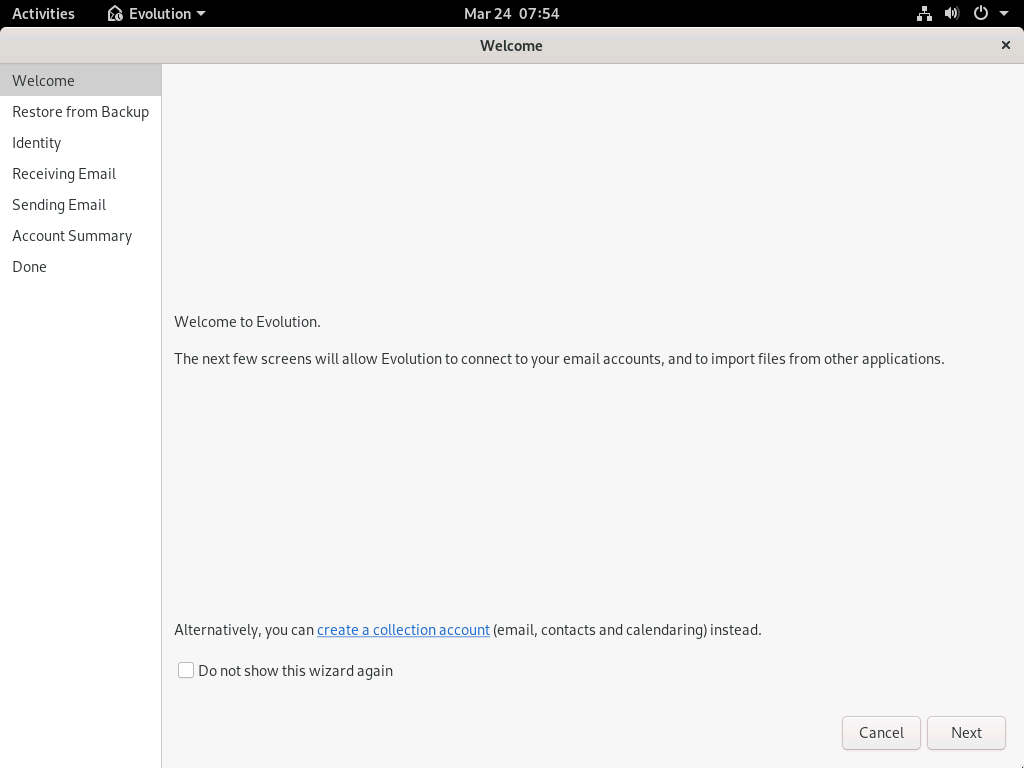 Activities
Evolution
Mar 24 07:54
Welcome
Welcome
Restore from Backup
Identity
Receiving Email
Sending Email
Account Summary
Done
Welcome to Evolution.
The next few screens will allow Evolution to connect to your email accounts, and to import files from other applications.
Alternatively, you can create a collection account (email, contacts and calendaring) instead.
Do not show this wizard again
Cancel
Next